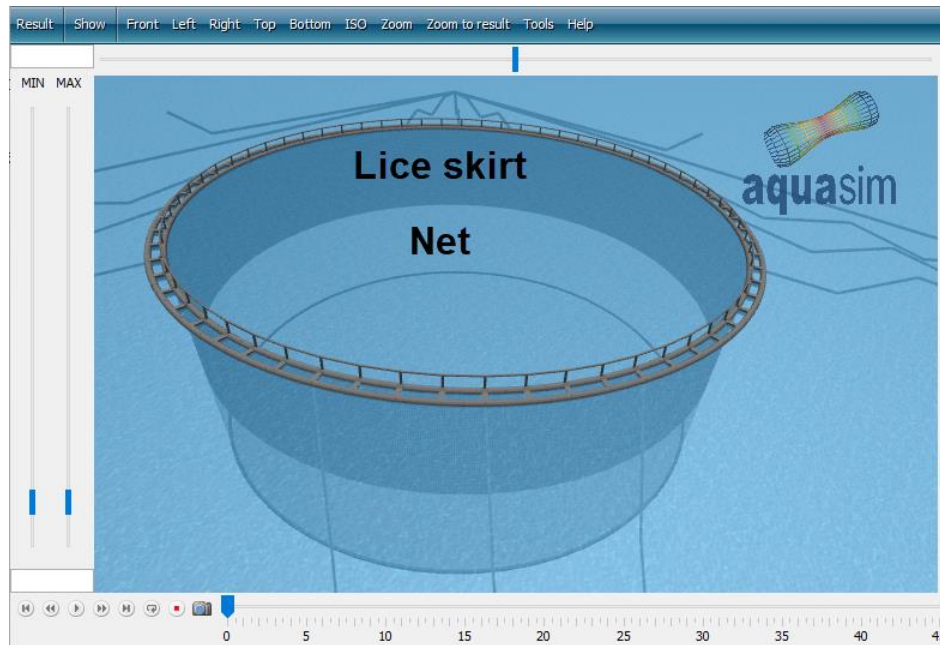 Result Show Front Left Right Top Bottom ISO Zoom Zoom to result Tools Help
MIN MAX
Lice skirt
Net
aquasim
0 5 10 15 20 25 30 35 40